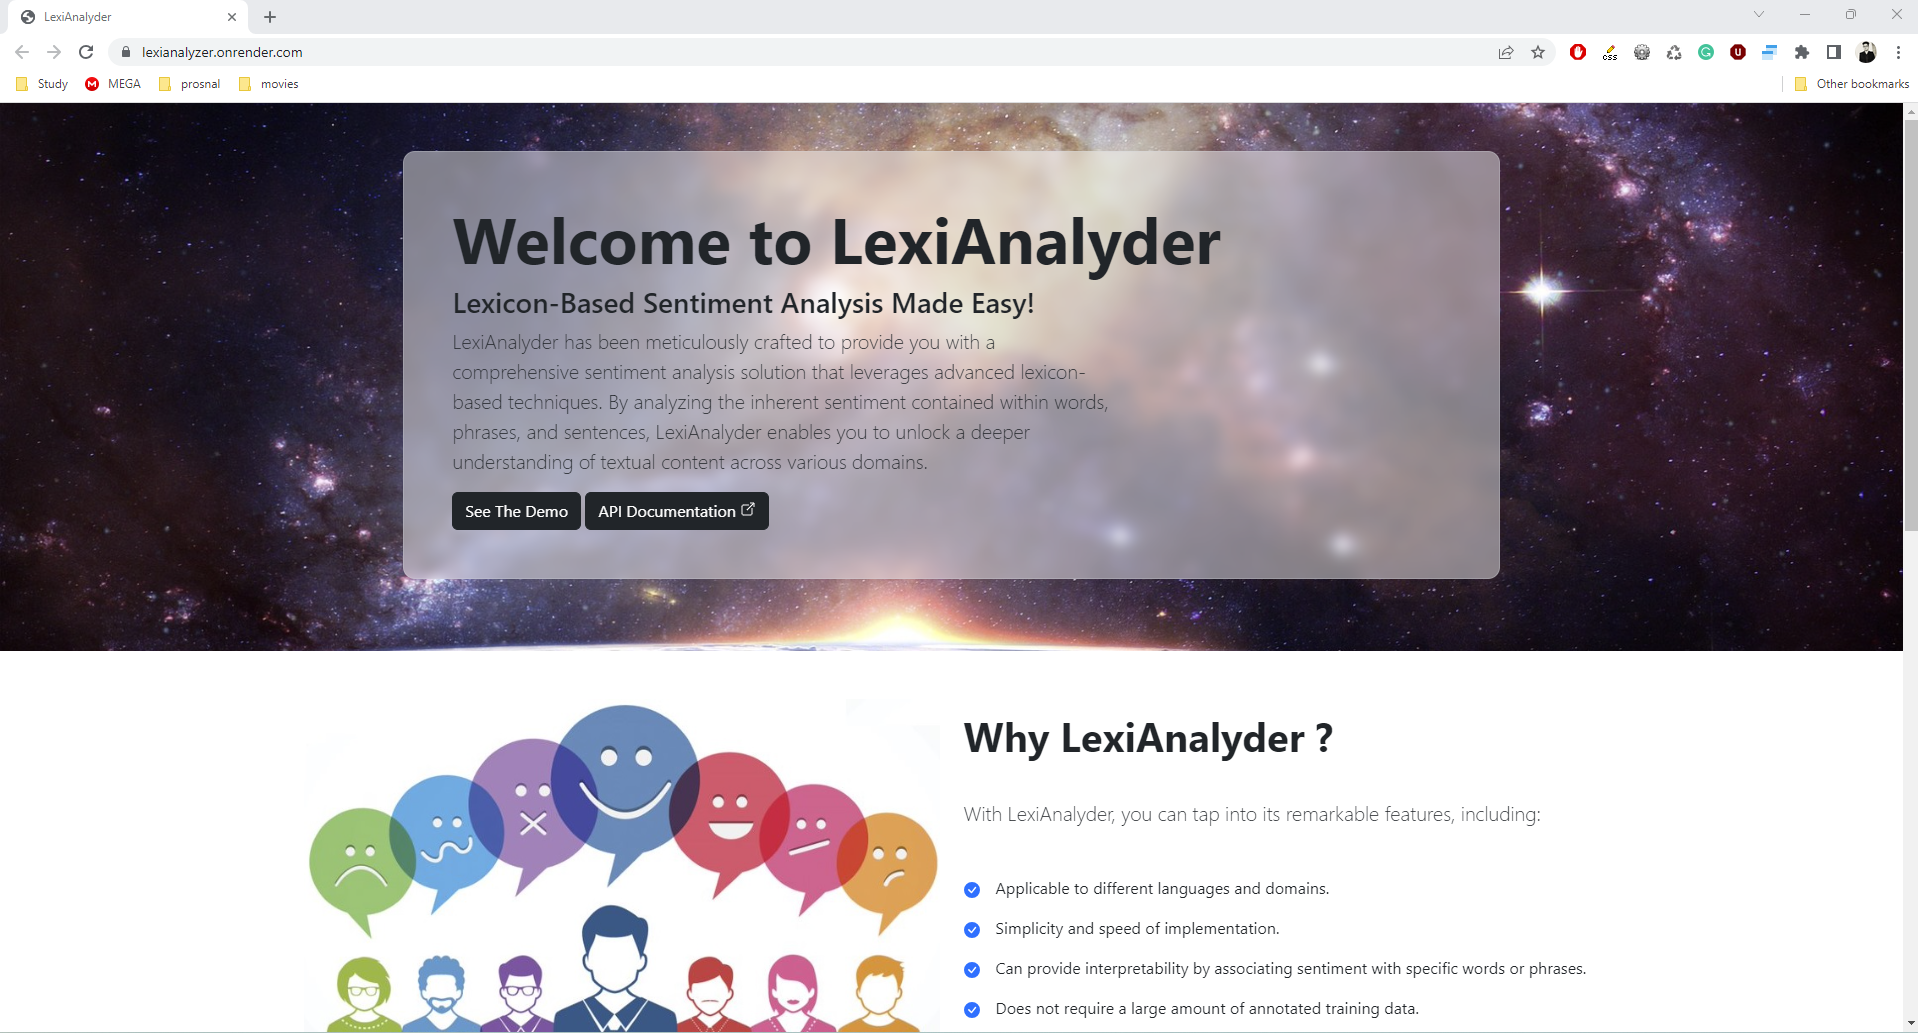 LexiAnalyder
lexianalyzer.onrender.com
css
Study
MEGA
prosnal
movies
Other bookmarks
Welcome to LexiAnalyder
Lexicon-Based Sentiment Analysis Made Easy!
LexiAnalyder has been meticulously crafted to provide you with a
comprehensive sentiment analysis solution that leverages advanced lexicon-
based techniques. By analyzing the inherent sentiment contained within words,
phrases, and sentences, LexiAnalyder enables you to unlock a deeper
understanding of textual content across various domains.
See The Demo
API Documentation
Why LexiAnalyder ?
With LexiAnalyder, you can tap into its remarkable features, including:
Applicable to different languages and domains.
Simplicity and speed of implementation.
Can provide interpretability by associating sentiment with specific words or phrases.
Does not require a large amount of annotated training data.